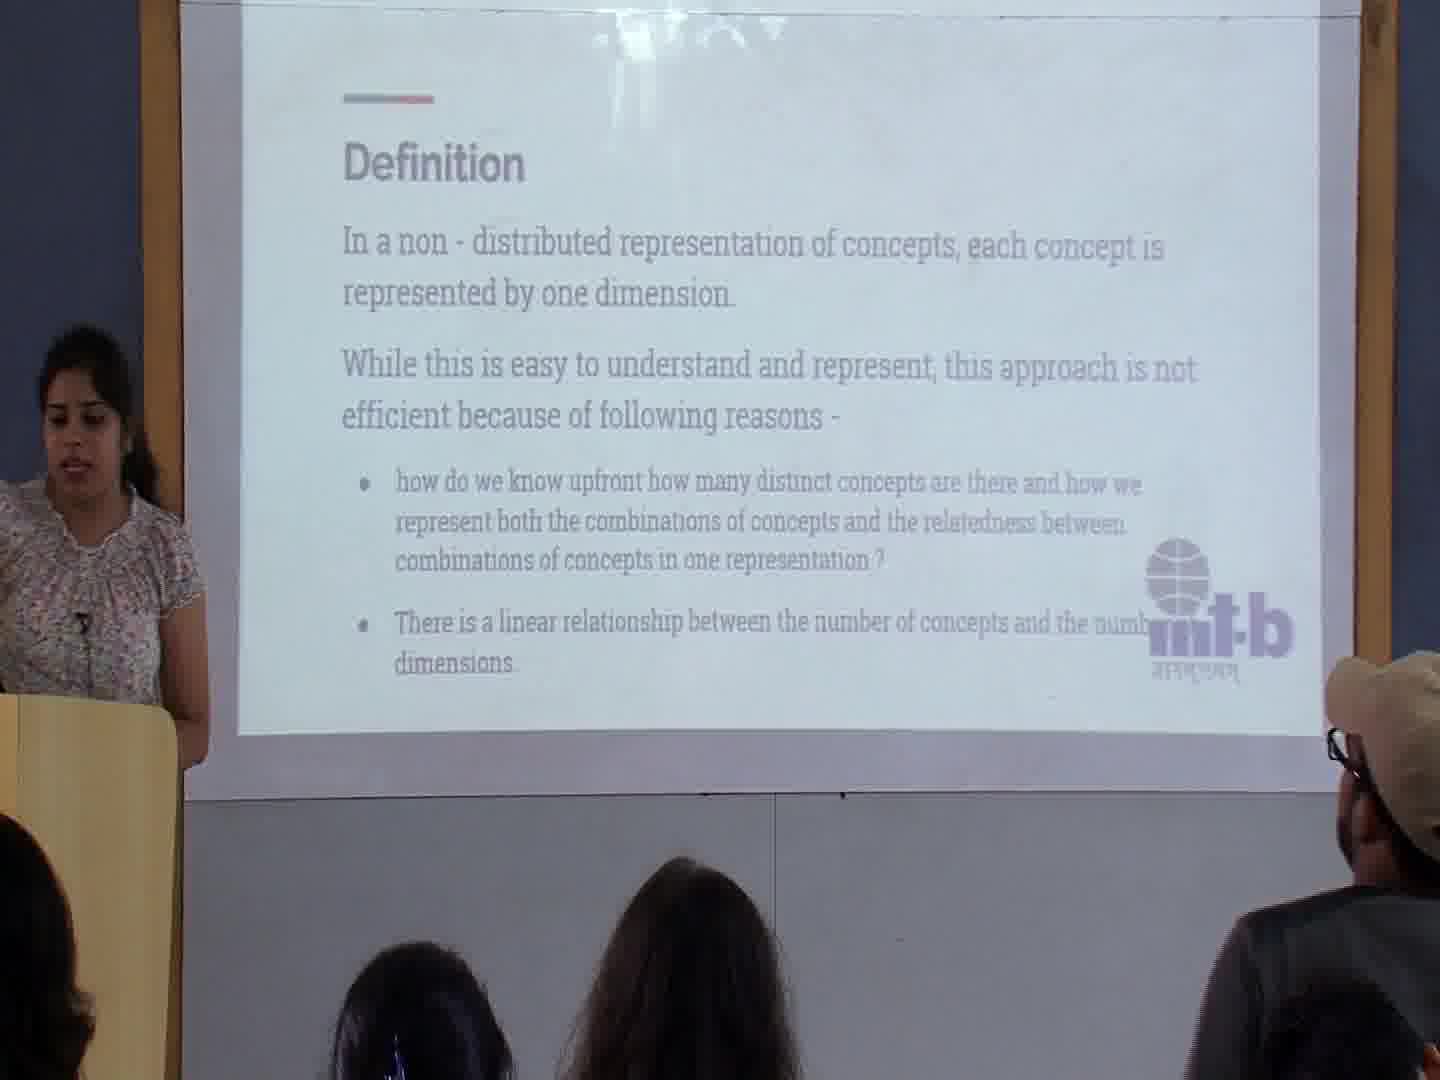 Definition
In a non - distributed representation of concepts, each concept is
represented by one dimension.
While this is easy to understand and represent, this approach is not
efficient because of following reasons -
• how do we know upfront how many distinct concepts are there and how we
represent both the combinations of concepts and the relatedness between
combinations of concepts in one representation ?
• There is a linear relationship between the number of concepts and the numb
dimensions.
iiit-b
ज्ञानमुत्तमम्